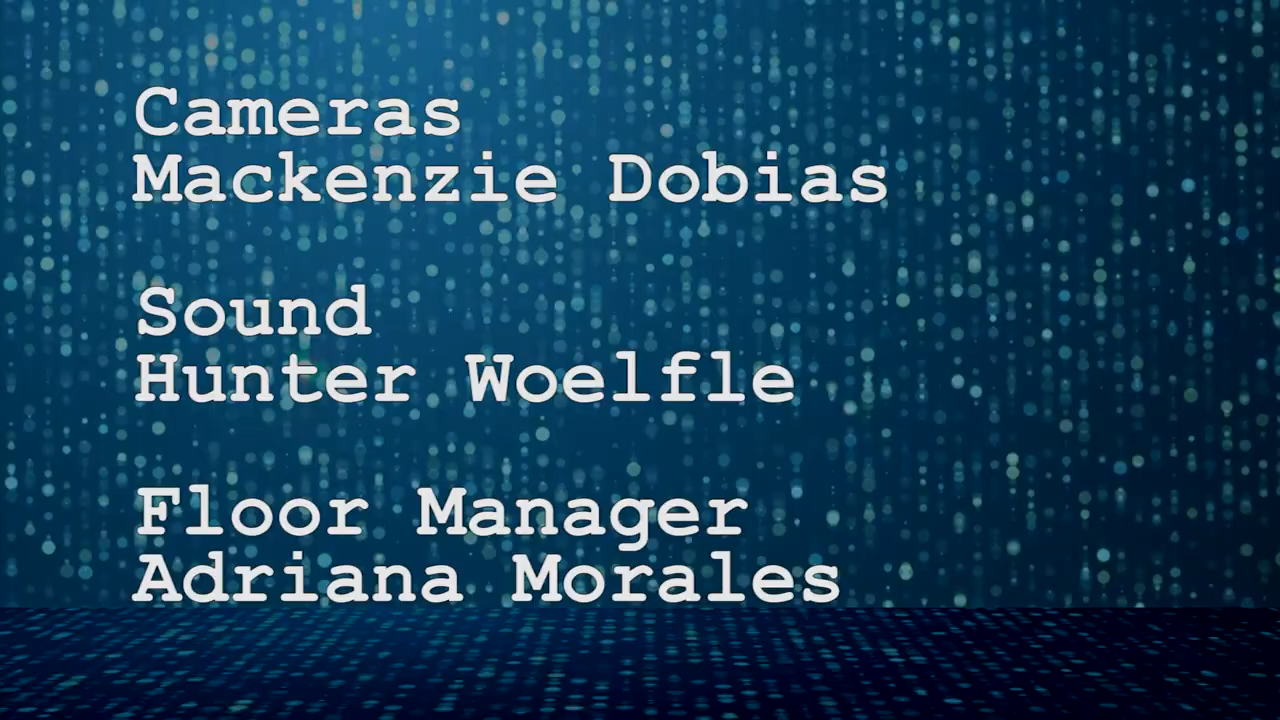 Cameras
Mackenzie Dobias
Sound
Hunter Woelfle
Floor Manager
Adriana Morales